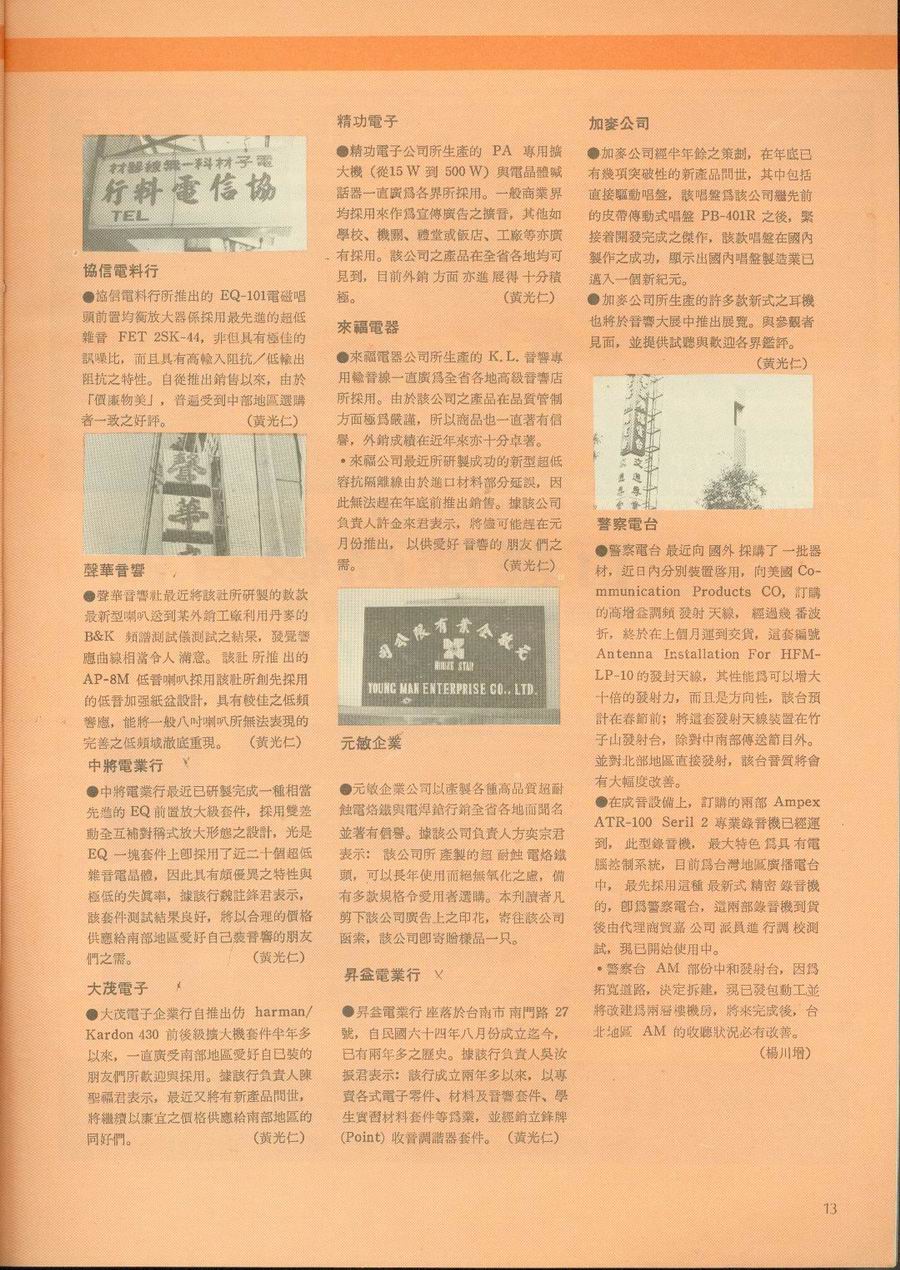 電子材料一無線器材
協信電料行
TEL
協信電料行
●協信電料行所推出的 EQ-101電磁唱
頭前置均衡放大器係採用最先進的超低
雜音 FET 2SK-44，非但具有極佳的
訊噪比，而且具有高輸入阻抗／低輸出
阻抗之特性。自從推出銷售以來，由於
「價廉物美」，普遍受到中部地區選購
者一致之好評。 (黃光仁)
聲華音響
●聲華音響社最近將該社所研製的數款
最新型喇叭送到某外銷工廠利用丹麥的
B&K 頻譜測試儀測試之結果，發覺響
應曲線相當令人滿意。該社所推出的
AP-8M 低音喇叭採用該社所創先採用
的低音加強紙盆設計，具有較佳之低頻
響應，能將一般八吋喇叭所無法表現的
完善之低頻域澈底重現。 (黃光仁)
中將電業行
●中將電業行最近已研製完成一種相當
先進的 EQ 前置放大級套件，採用雙差
動全互補對稱式放大形態之設計，光是
EQ 一塊套件上卽採用了近二十個超低
雜音電晶體，因此具有頗優異之特性與
極低的失眞率，據該行魏註錄君表示，
該套件測試結果良好，將以合理的價格
供應給南部地區愛好自己裝音響的朋友
們之需。 (黃光仁)
大茂電子
●大茂電子企業行自推出仿 harman/
Kardon 430 前後級擴大機套件半年多
以來，一直廣受南部地區愛好自已裝的
朋友們所歡迎與採用。據該行負責人陳
聖福君表示，最近又將有新產品問世，
將繼續以廉宜之價格供應給南部地區的
同好們。 (黃光仁)
精功電子
●精功電子公司所生產的 PA 專用擴
大機（從15 W 到 500 W）與電晶體喊
話器一直廣爲各界所採用。一般商業界
均採用來作爲宣傳廣告之擴音，其他如
學校、機關、禮堂或飯店、工廠等亦廣
有採用。該公司之產品在全省各地均可
見到，目前外銷方面亦進展得十分積
極。 (黃光仁)
來福電器
●來福電器公司所生產的 K. L. 音響專
用輸音線一直廣爲全省各地高級音響店
所採用。由於該公司之產品在品質管制
方面極爲嚴謹，所以商品也一直著有信
譽，外銷成績在近年來亦十分卓著。
•來福公司最近所研製成功的新型超低
容抗隔離線由於進口材料部分延誤，因
此無法趕在年底前推出銷售。據該公司
負責人許金來君表示，將儘可能趕在元
月份推出，以供愛好音響的朋友們之
需。 (黃光仁)
元敏企業有限公司
YOUNG MAN ENTERPRISE CO., LTD.
元敏企業
●元敏企業公司以產製各種高品質超耐
蝕電烙鐵與電焊鎗行銷全省各地而聞名
並著有信譽。據該公司負責人方奕宗君
表示：該公司所產製的超耐蝕電烙鐵
頭，可以長年使用而絕無氧化之慮，備
有多款規格令愛用者選購。本刊讀者凡
剪下該公司廣告上之印花，寄往該公司
函索，該公司卽寄贈樣品一只。
昇益電業行
●昇益電業行座落於台南市南門路 27
號，自民國六十四年八月份成立迄今，
已有兩年多之歷史。據該行負責人吳汝
振君表示：該行成立兩年多以來，以專
賣各式電子零件、材料及音響套件、學
生實習材料套件等爲業，並經銷立鋒牌
(Point) 收音調諧器套件。 (黃光仁)
加麥公司
●加麥公司經半年餘之策劃，在年底已
有幾項突破性的新產品問世，其中包括
直接驅動唱盤，該唱盤爲該公司繼先前
的皮帶傳動式唱盤 PB-401R 之後，緊
接着開發完成之傑作，該款唱盤在國內
製作之成功，顯示出國內唱盤製造業已
邁入一個新紀元。
●加麥公司所生產的許多款新式之耳機
也將於音響大展中推出展覽。與參觀者
見面，並提供試聽與歡迎各界鑑評。
(黃光仁)
警察電台
●警察電台最近向國外採購了一批器
材，近日內分別裝置啓用，向美國 Co-
mmunication Products CO, 訂購
的高增益調頻發射天線，經過幾番波
折，終於在上個月運到交貨，這套編號
Antenna Installation For HFM-
LP-10 的發封天線，其性能爲可以增大
十倍的發射力，而且是方向性，該台預
計在春節前；將這套發射天線裝置在竹
子山發射台，除對中南部傳送節目外。
並對北部地區直接發射，該台音質將會
有大幅度改善。
●在成音設備上，訂購的兩部 Ampex
ATR-100 Seril 2 專業錄音機已經運
到，此型錄音機，最大特色爲具有電
腦控制系統，目前爲台灣地區廣播電台
中，最先採用這種最新式精密錄音機
的，卽爲警察電台，這兩部錄音機到貨
後由代理商貿嘉公司派員進行調校測
試，現已開始使用中。
•警察台 AM 部份中和發射台，因爲
拓寬道路，決定拆建，現已發包動工並
將改建爲兩層樓機房，將來完成後，台
北地區 AM 的收聽狀況必有改善。
(楊川增)
13